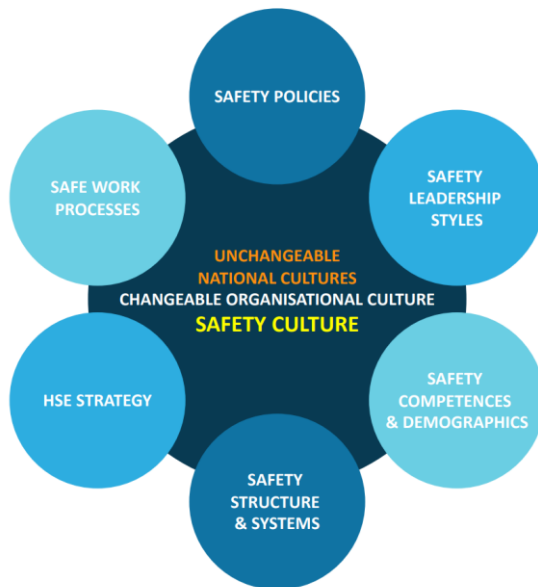 SAFETY POLICIES
SAFE WORK
PROCESSES
SAFETY
LEADERSHIP
STYLES
UNCHANGEABLE
NATIONAL CULTURES
CHANGEABLE ORGANISATIONAL CULTURE
SAFETY CULTURE
HSE STRATEGY
SAFETY
COMPETENCES
& DEMOGRAPHICS
SAFETY
STRUCTURE
& SYSTEMS